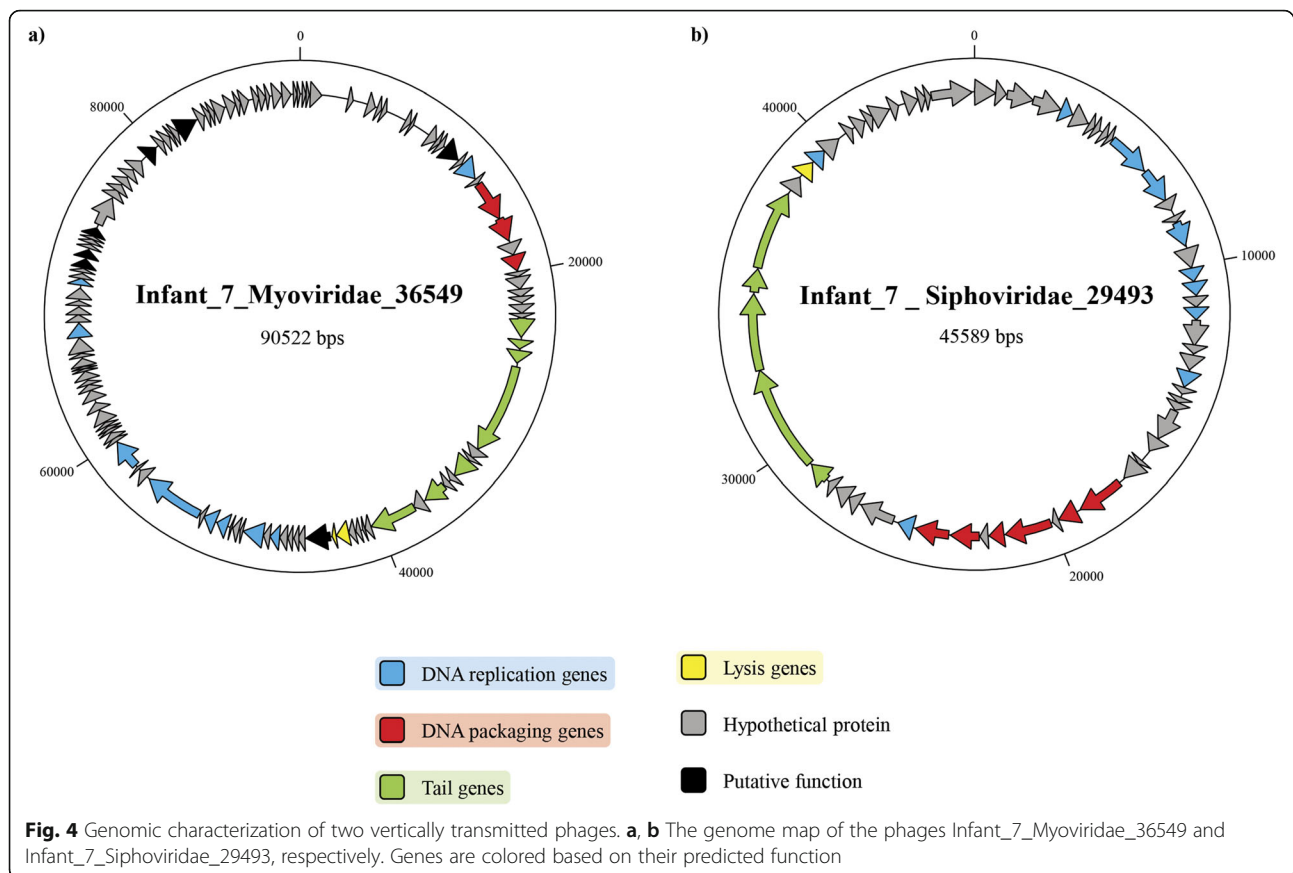 a)
0
20000
40000
60000
80000
Infant_7_Myoviridae_36549
90522 bps
b)
0
10000
20000
30000
40000
Infant_7 _ Siphoviridae_29493
45589 bps
DNA replication genes
DNA packaging genes
Tail genes
Lysis genes
Hypothetical protein
Putative function
Fig. 4 Genomic characterization of two vertically transmitted phages. a, b The genome map of the phages Infant_7_Myoviridae_36549 and
Infant_7_Siphoviridae_29493, respectively. Genes are colored based on their predicted function